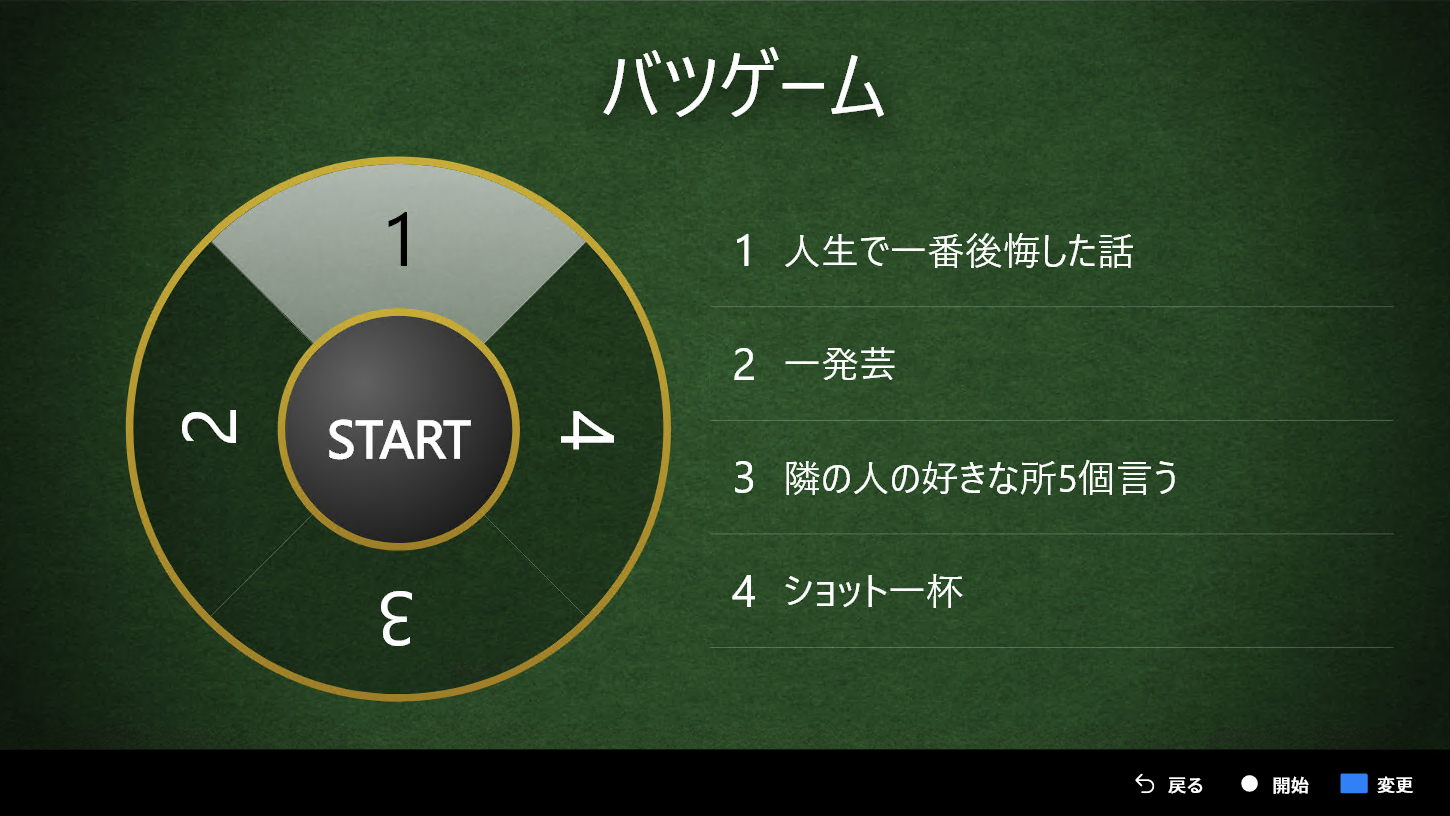 バツゲーム
1
2
START
4
3
1 人生で一番後悔した話
2 一発芸
3 隣の人の好きな所5個言う
4 ショット一杯
戻る 開始 変更